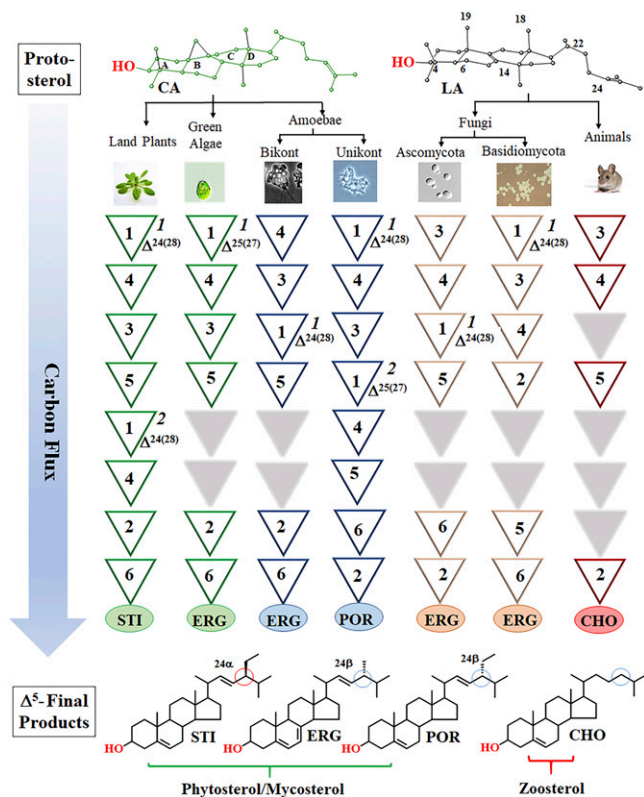 Proto-
sterol
HO
A
B
C
D
CA
19
18
22
HO
4
6
14
24
LA
Land Plants
Green
Algae
Amoebae
Bikont
Unikont
Fungi
Ascomycota
Basidiomycota
Animals
Carbon Flux
1 1 Δ24(28) 1 1 Δ25(27) 4 1 1 Δ24(28) 3 1 1 Δ24(28) 3
4 4 3 4 4 3 4
3 3 1 1 Δ24(28) 3 1 1 Δ24(28) 4
5 5 5 1 2 Δ25(27) 5 2 5
1 2 Δ24(28) 4
4 5
2 2 2 6 6 5
6 6 6 2 2 6 2
STI ERG ERG POR ERG ERG CHO
Δ5-Final
Products
24α
24β
24β
HO
STI
HO
ERG
HO
POR
HO
CHO
Phytosterol/Mycosterol
Zoosterol